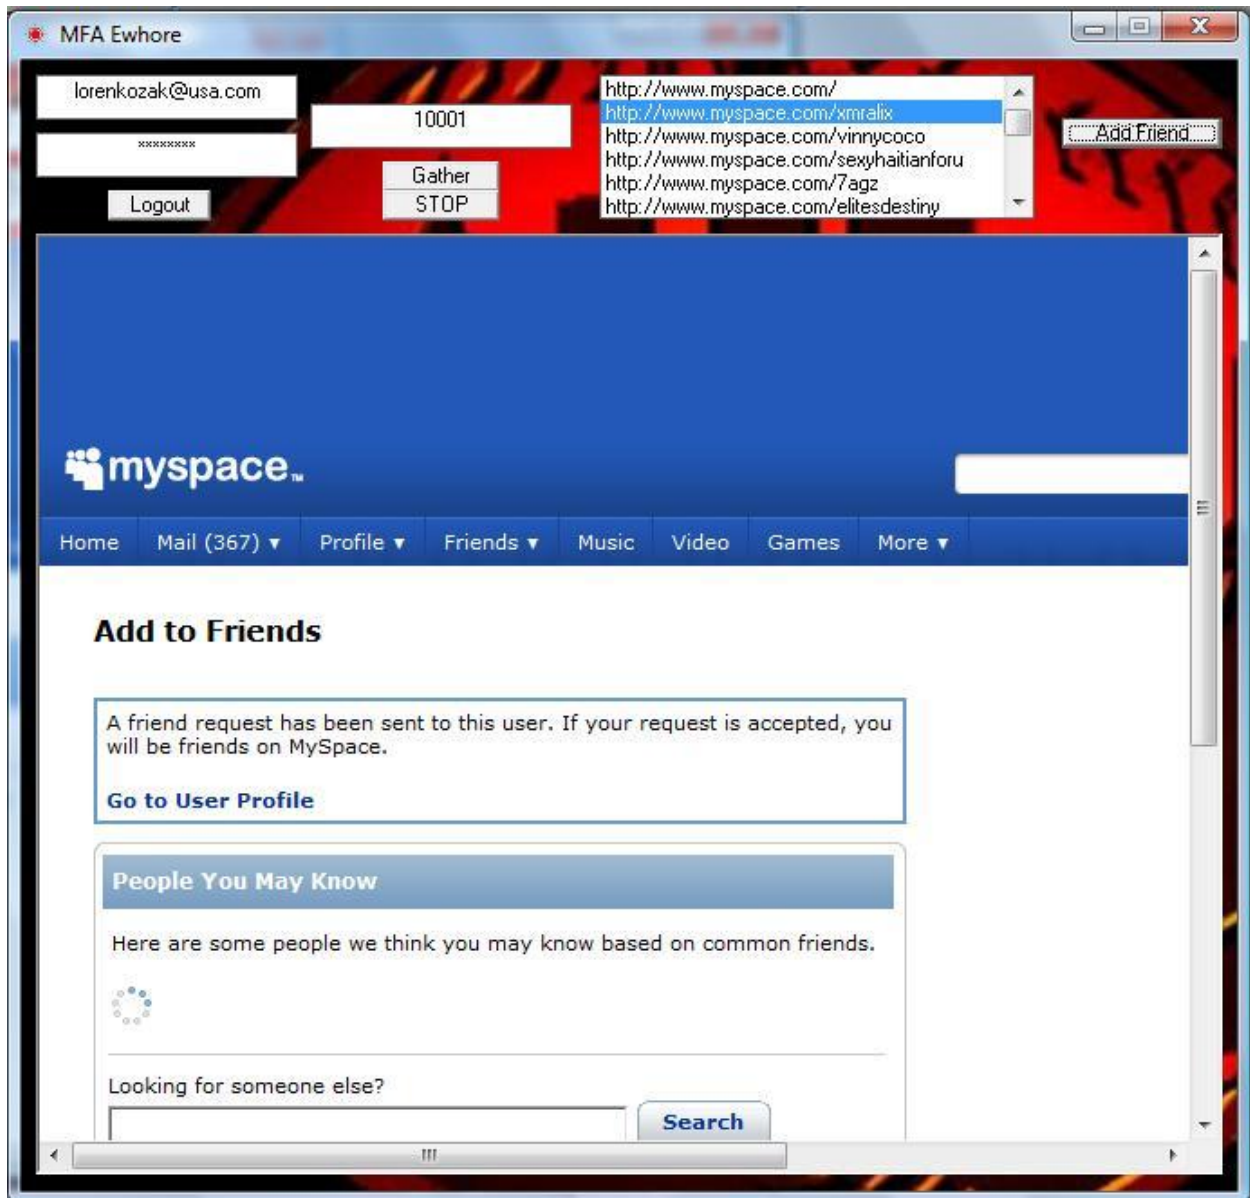 MFA Ewhore
lorenkozak@usa.com
xxxxxxxx
Logout
10001
Gather
STOP
http://www.myspace.com/
http://www.myspace.com/xmralix
http://www.myspace.com/vinnycoco
http://www.myspace.com/sexyhaitianforu
http://www.myspace.com/7agz
http://www.myspace.com/elitesdestiny
Add Friend
myspace™
Home Mail (367) ▾ Profile ▾ Friends ▾ Music Video Games More ▾
Add to Friends
A friend request has been sent to this user. If your request is accepted, you
will be friends on MySpace.
Go to User Profile
People You May Know
Here are some people we think you may know based on common friends.
Looking for someone else?
Search